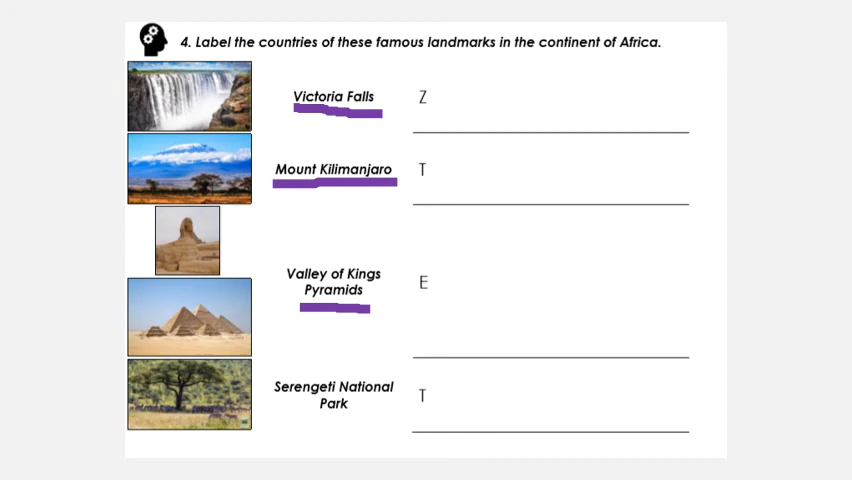 4. Label the countries of these famous landmarks in the continent of Africa.
Victoria Falls
Z
Mount Kilimanjaro
T
Valley of Kings
Pyramids
E
Serengeti National
Park
T